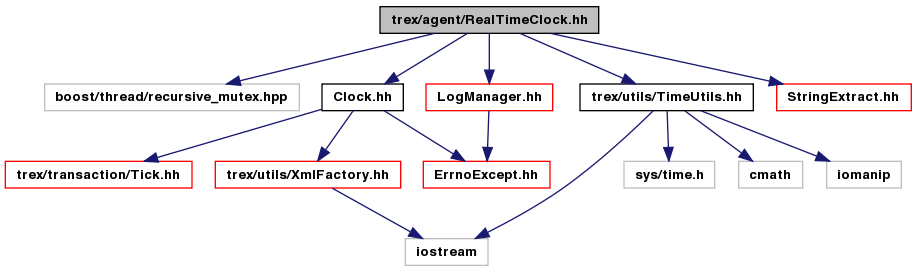 trex/agent/RealTimeClock.hh
boost/thread/recursive_mutex.hpp
Clock.hh
LogManager.hh
trex/utils/TimeUtils.hh
StringExtract.hh
trex/transaction/Tick.hh
trex/utils/XmlFactory.hh
ErrnoExcept.hh
sys/time.h
cmath
iomanip
iostream